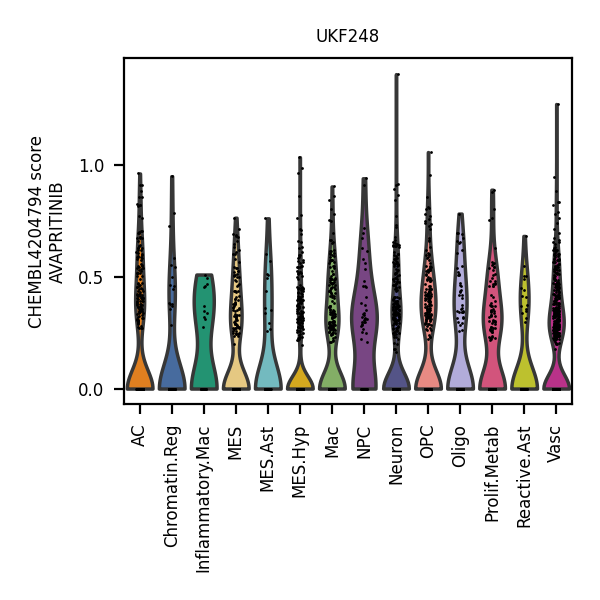 UKF248
CHEMBL4204794 score
AVAPRITINIB
1.0
0.5
0.0
AC
Chromatin.Reg
Inflammatory.Mac
MES
MES.Ast
MES.Hyp
Mac
NPC
Neuron
OPC
Oligo
Prolif.Metab
Reactive.Ast
Vasc